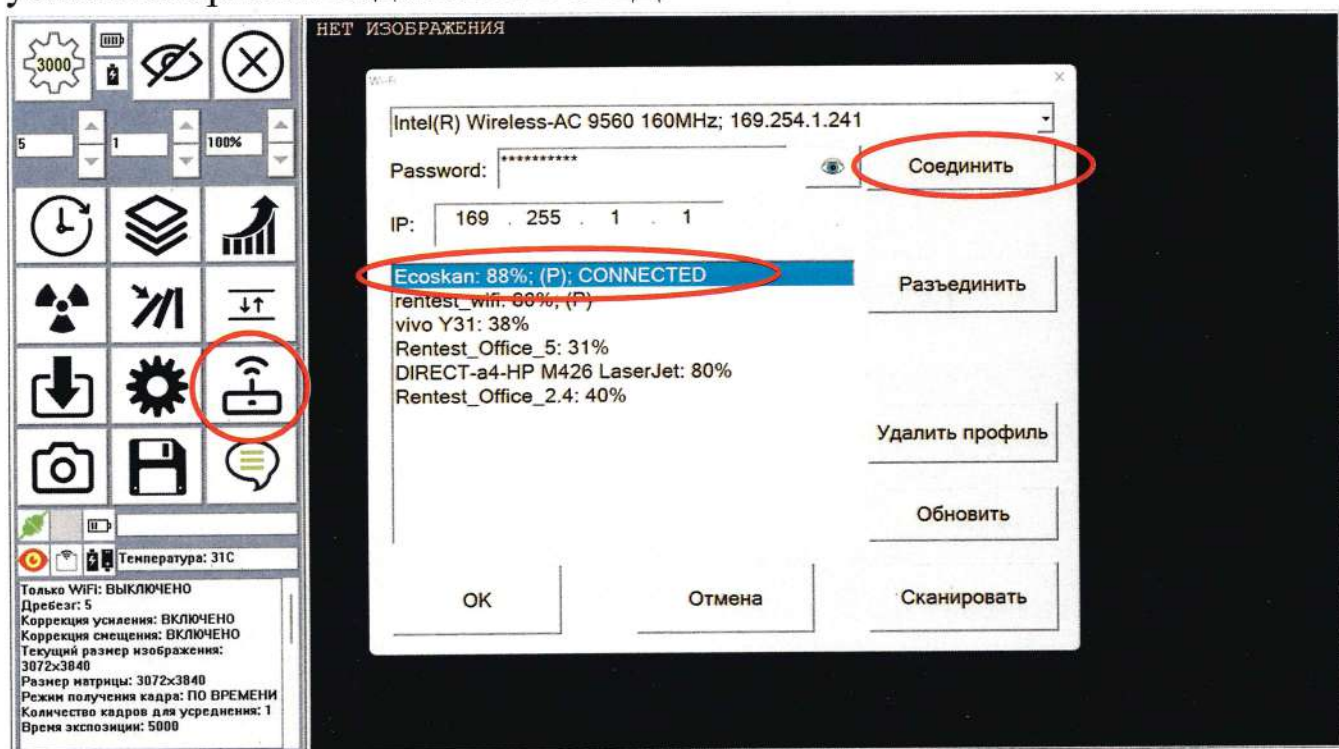 НЕТ ИЗОБРАЖЕНИЯ
3000
5
1
100%
Wi-Fi
Intel(R) Wireless-AC 9560 160MHz; 169.254.1.241
Password: **********
Соединить
IP: 169 . 255 . 1 . 1
Ecoskan: 88%; (P); CONNECTED
rentest_wifi: 86%; (P)
vivo Y31: 38%
Rentest_Office_5: 31%
DIRECT-a4-HP M426 LaserJet: 80%
Rentest_Office_2.4: 40%
Разъединить
Удалить профиль
Обновить
OK
Отмена
Сканировать
Температура: 31C
Только WiFi: ВЫКЛЮЧЕНО
Дребезг: 5
Коррекция усиления: ВКЛЮЧЕНО
Коррекция смещения: ВКЛЮЧЕНО
Текущий размер изображения:
3072x3840
Размер матрицы: 3072x3840
Режим получения кадра: ПО ВРЕМЕНИ
Количество кадров для усреднения: 1
Время экспозиции: 5000